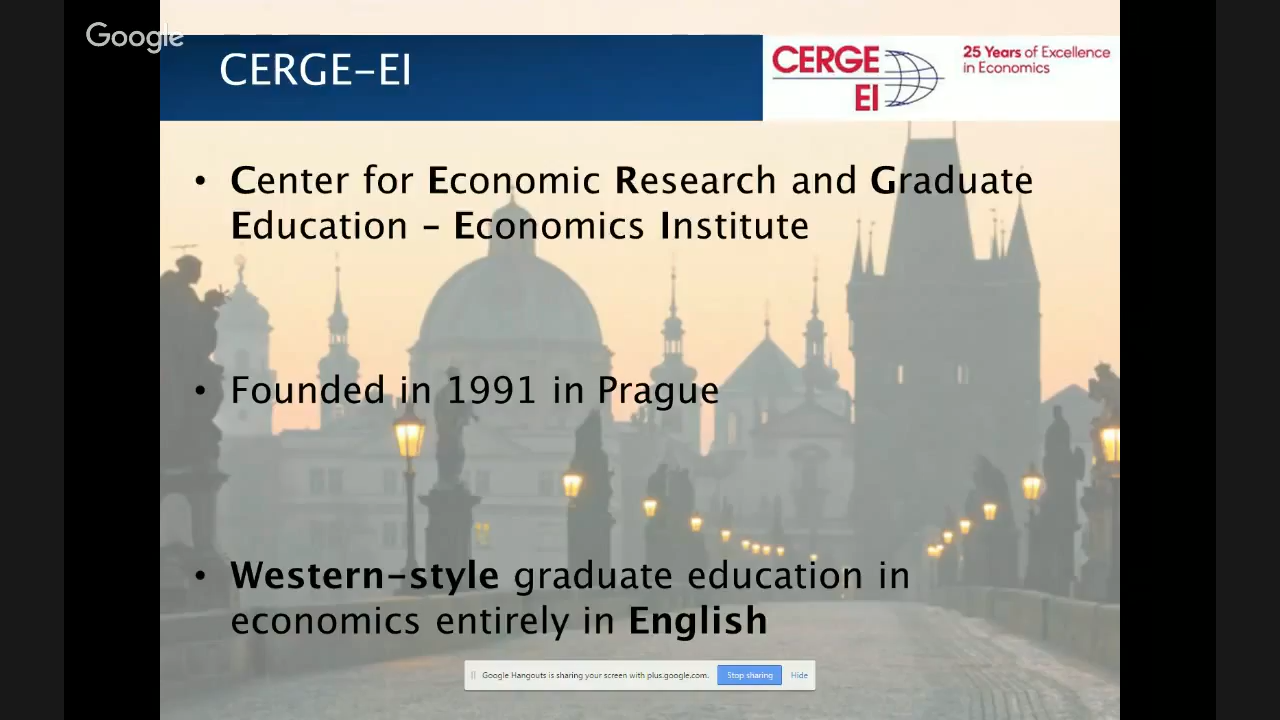 Google
CERGE-EI
CERGE
EI
25 Years of Excellence
in Economics
• Center for Economic Research and Graduate
Education – Economics Institute
• Founded in 1991 in Prague
• Western-style graduate education in
economics entirely in English
Google Hangouts is sharing your screen with plus.google.com. Stop sharing Hide